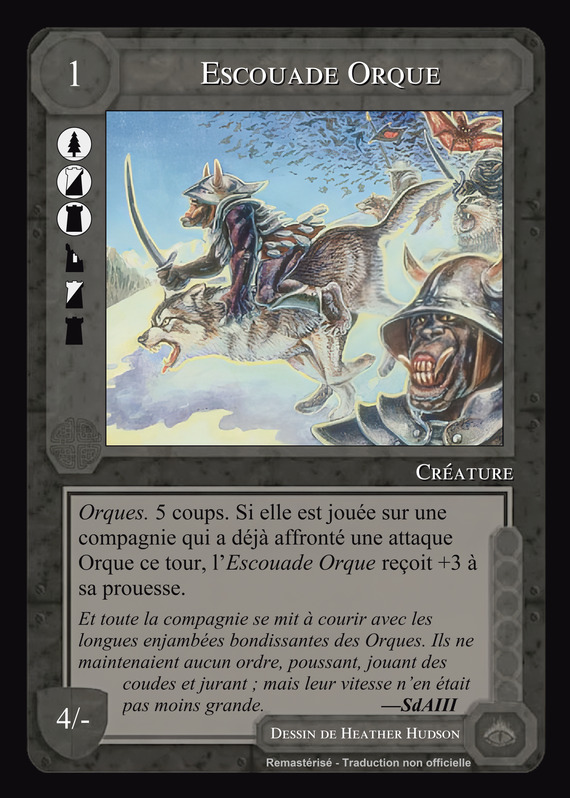 1
Escouade Orque
Créature
Orques. 5 coups. Si elle est jouée sur une
compagnie qui a déjà affronté une attaque
Orque ce tour, l'Escouade Orque reçoit +3 à
sa prouesse.
Et toute la compagnie se mit à courir avec les
longues enjambées bondissantes des Orques. Ils ne
maintenaient aucun ordre, poussant, jouant des
coudes et jurant ; mais leur vitesse n'en était
pas moins grande. —SdAIII
4/-
Dessin de Heather Hudson
Remastérisé - Traduction non officielle